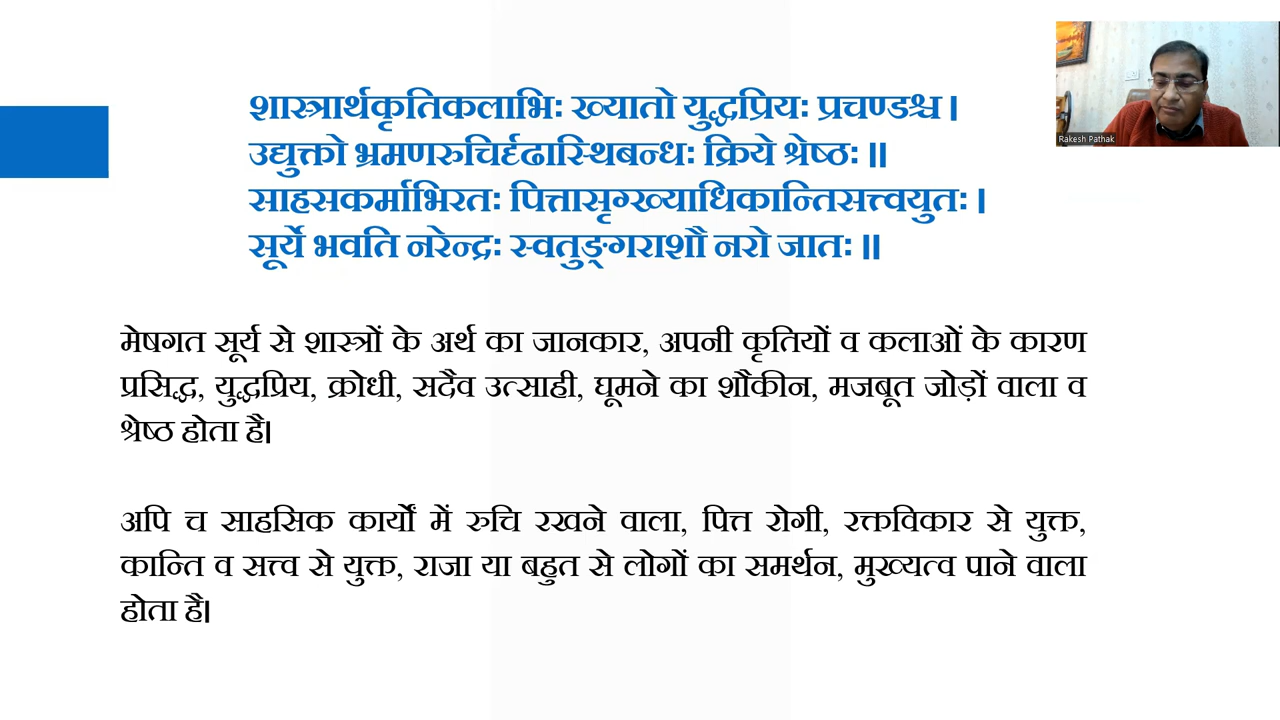 शास्त्रार्थकृतिकलाभिः ख्यातो युद्धप्रियः प्रचण्डश्च।
उद्युक्तो भ्रमणरुचिर्दृढास्थिबन्धः क्रिये श्रेष्ठः॥
साहसकर्माभिरतः पित्तासृग्ख्याधिकान्तिसत्त्वयुतः।
सूर्ये भवति नरेन्द्रः स्वतुङ्गराशौ नरो जातः॥
मेषगत सूर्य से शास्त्रों के अर्थ का जानकार, अपनी कृतियों व कलाओं के कारण
प्रसिद्ध, युद्धप्रिय, क्रोधी, सदैव उत्साही, घूमने का शौकीन, मजबूत जोड़ों वाला व
श्रेष्ठ होता है।
अपि च साहसिक कार्यों में रुचि रखने वाला, पित्त रोगी, रक्तविकार से युक्त,
कान्ति व सत्त्व से युक्त, राजा या बहुत से लोगों का समर्थन, मुख्यत्व पाने वाला
होता है।
Rakesh Pathak